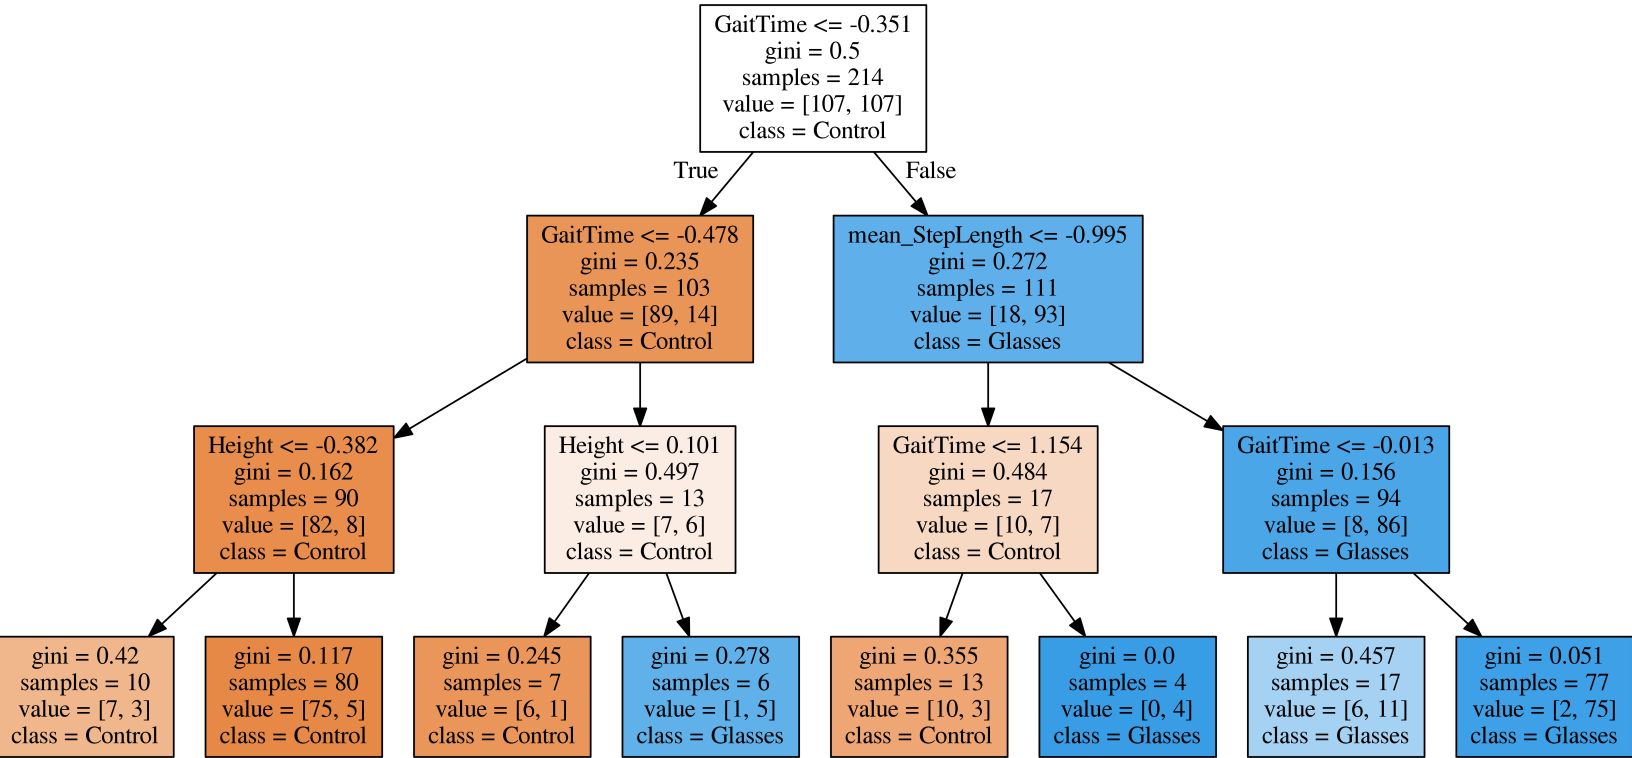 GaitTime <= -0.351
gini = 0.5
samples = 214
value = [107, 107]
class = Control
True
False
GaitTime <= -0.478
gini = 0.235
samples = 103
value = [89, 14]
class = Control
mean_StepLength <= -0.995
gini = 0.272
samples = 111
value = [18, 93]
class = Glasses
Height <= -0.382
gini = 0.162
samples = 90
value = [82, 8]
class = Control
Height <= 0.101
gini = 0.497
samples = 13
value = [7, 6]
class = Control
GaitTime <= 1.154
gini = 0.484
samples = 17
value = [10, 7]
class = Control
GaitTime <= -0.013
gini = 0.156
samples = 94
value = [8, 86]
class = Glasses
gini = 0.42
samples = 10
value = [7, 3]
class = Control
gini = 0.117
samples = 80
value = [75, 5]
class = Control
gini = 0.245
samples = 7
value = [6, 1]
class = Control
gini = 0.278
samples = 6
value = [1, 5]
class = Glasses
gini = 0.355
samples = 13
value = [10, 3]
class = Control
gini = 0.0
samples = 4
value = [0, 4]
class = Glasses
gini = 0.457
samples = 17
value = [6, 11]
class = Glasses
gini = 0.051
samples = 77
value = [2, 75]
class = Glasses